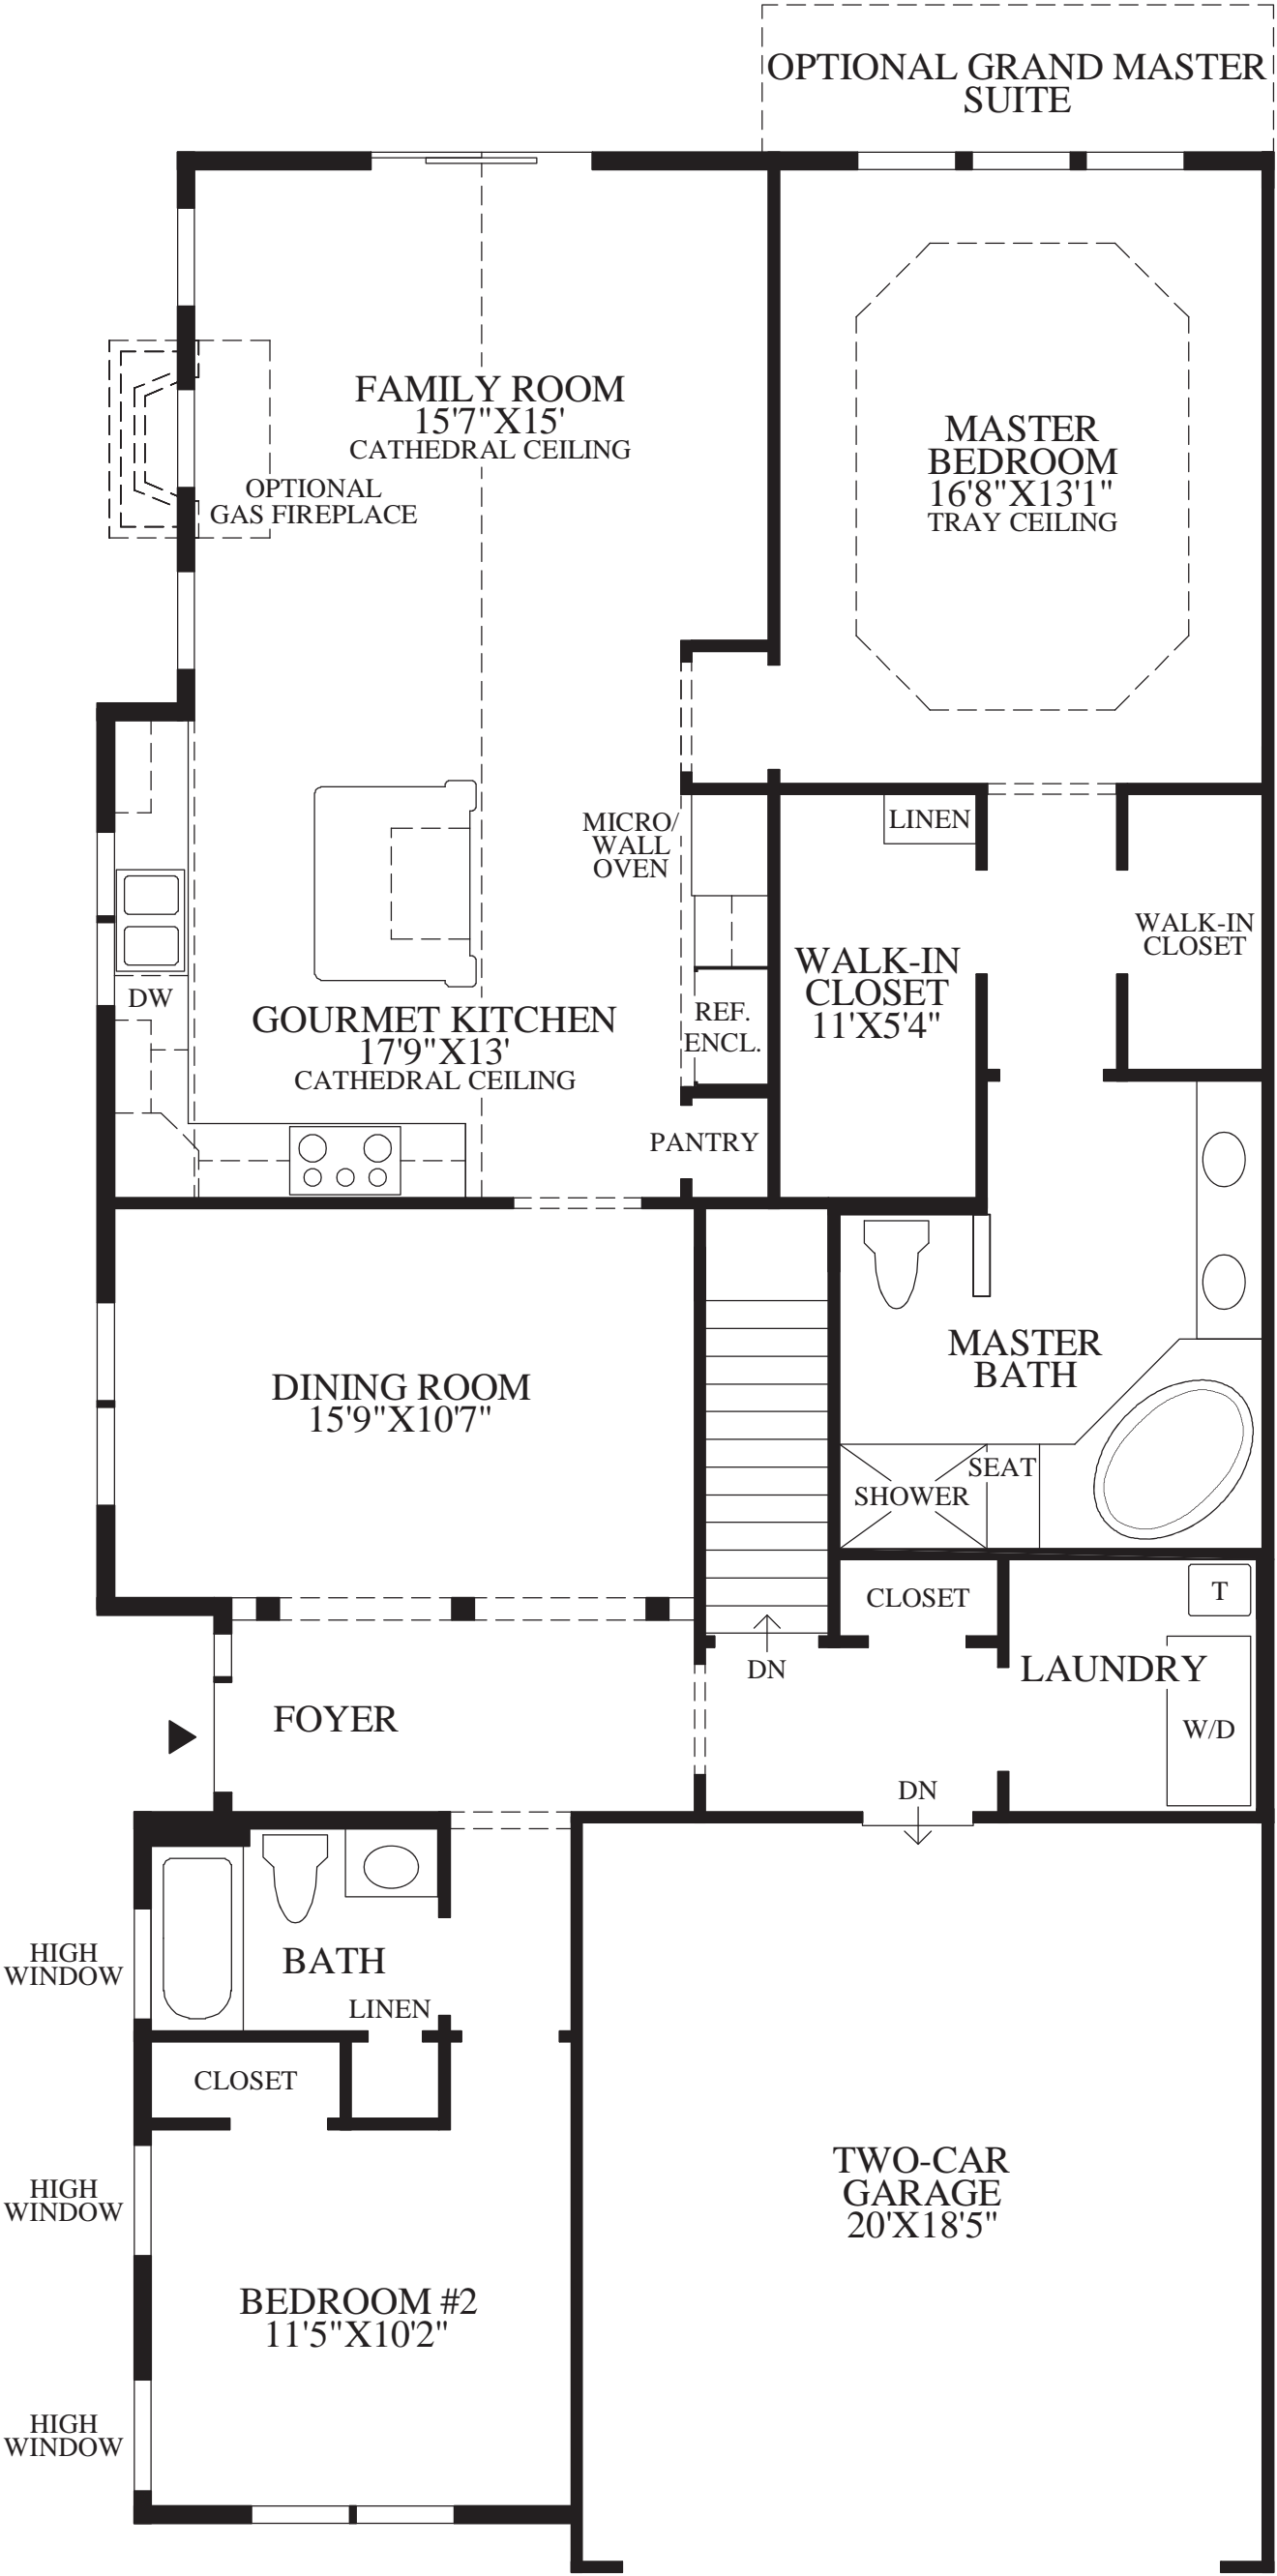 OPTIONAL GRAND MASTER
SUITE
FAMILY ROOM
15'7"X15'
CATHEDRAL CEILING
OPTIONAL
GAS FIREPLACE
MASTER
BEDROOM
16'8"X13'1"
TRAY CEILING
MICRO/
WALL
OVEN
LINEN
WALK-IN
CLOSET
WALK-IN
CLOSET
11'X5'4"
DW
GOURMET KITCHEN
17'9"X13'
CATHEDRAL CEILING
REF.
ENCL.
PANTRY
MASTER
BATH
DINING ROOM
15'9"X10'7"
SEAT
SHOWER
CLOSET
T
DN
LAUNDRY
FOYER
W/D
DN
HIGH
WINDOW
BATH
LINEN
CLOSET
HIGH
WINDOW
TWO-CAR
GARAGE
20'X18'5"
BEDROOM #2
11'5"X10'2"
HIGH
WINDOW